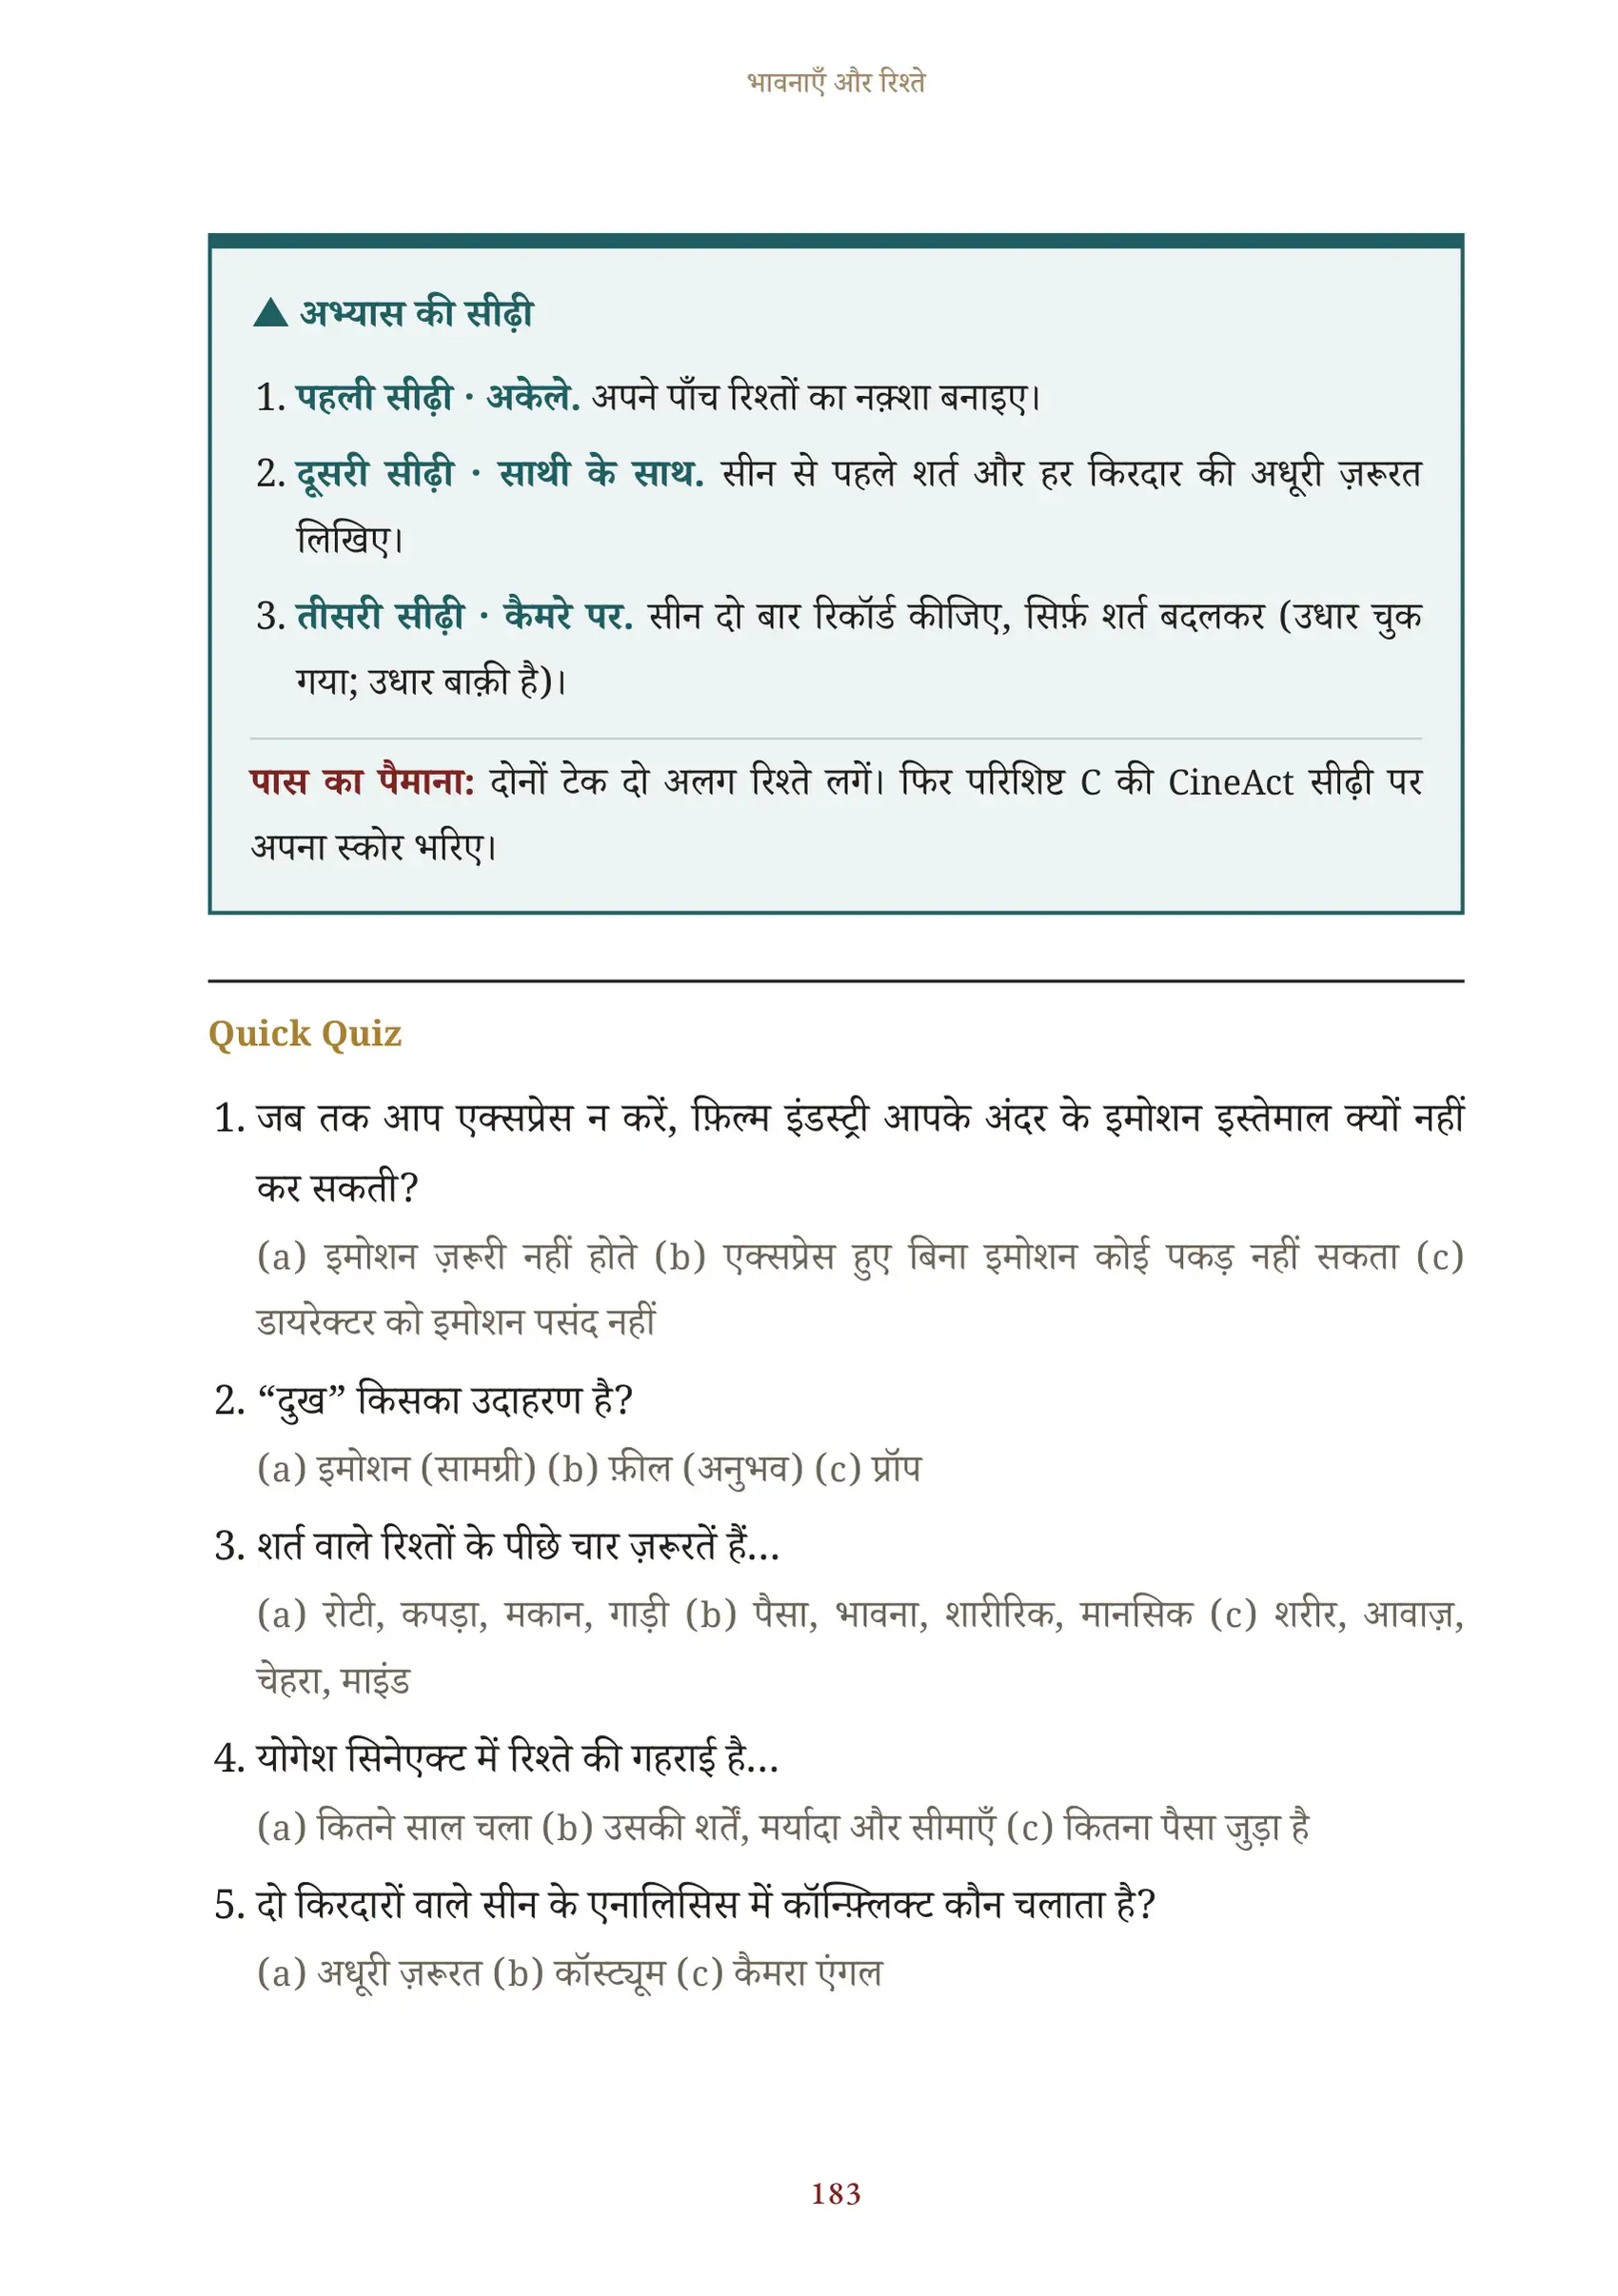 भावनाएँ और रिश्ते
▲ अभ्यास की सीढ़ी
1. पहली सीढ़ी · अकेले. अपने पाँच रिश्तों का नक़्शा बनाइए।
2. दूसरी सीढ़ी · साथी के साथ. सीन से पहले शर्त और हर किरदार की अधूरी ज़रूरत
लिखिए।
3. तीसरी सीढ़ी · कैमरे पर. सीन दो बार रिकॉर्ड कीजिए, सिर्फ़ शर्त बदलकर (उधार चुक
गया; उधार बाक़ी है)।
पास का पैमाना: दोनों टेक दो अलग रिश्ते लगें। फिर परिशिष्ट C की CineAct सीढ़ी पर
अपना स्कोर भरिए।
Quick Quiz
1. जब तक आप एक्सप्रेस न करें, फ़िल्म इंडस्ट्री आपके अंदर के इमोशन इस्तेमाल क्यों नहीं
कर सकती?
(a) इमोशन ज़रूरी नहीं होते (b) एक्सप्रेस हुए बिना इमोशन कोई पकड़ नहीं सकता (c)
डायरेक्टर को इमोशन पसंद नहीं
2. “दुख” किसका उदाहरण है?
(a) इमोशन (सामग्री) (b) फ़ील (अनुभव) (c) प्रॉप
3. शर्त वाले रिश्तों के पीछे चार ज़रूरतें हैं…
(a) रोटी, कपड़ा, मकान, गाड़ी (b) पैसा, भावना, शारीरिक, मानसिक (c) शरीर, आवाज़,
चेहरा, माइंड
4. योगेश सिनेएक्ट में रिश्ते की गहराई है…
(a) कितने साल चला (b) उसकी शर्तें, मर्यादा और सीमाएँ (c) कितना पैसा जुड़ा है
5. दो किरदारों वाले सीन के एनालिसिस में कॉन्फ़्लिक्ट कौन चलाता है?
(a) अधूरी ज़रूरत (b) कॉस्ट्यूम (c) कैमरा एंगल
183